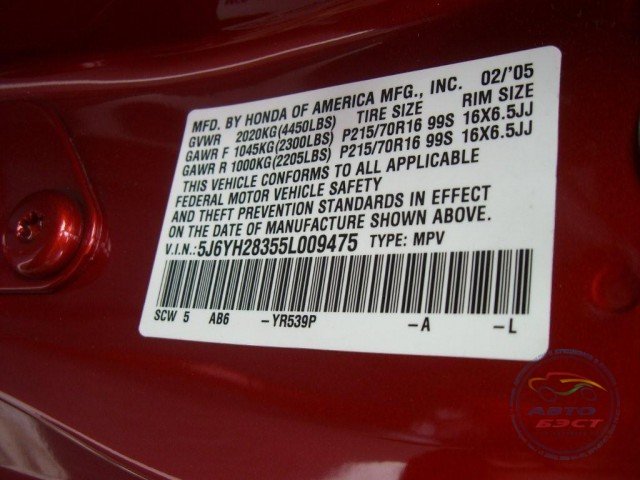 MFD. BY HONDA OF AMERICA MFG., INC. 02/'05
GVWR 2020KG(4450LBS) TIRE SIZE RIM SIZE
GAWR F 1045KG(2300LBS) P215/70R16 99S 16X6.5JJ
GAWR R 1000KG(2205LBS) P215/70R16 99S 16X6.5JJ
THIS VEHICLE CONFORMS TO ALL APPLICABLE
FEDERAL MOTOR VEHICLE SAFETY
AND THEFT PREVENTION STANDARDS IN EFFECT
ON THE DATE OF MANUFACTURE SHOWN ABOVE.
V.I.N.:5J6YH28355L009475 TYPE: MPV
SCW 5 AB6 -YR539P -A -L
АВТО
БЭСТ